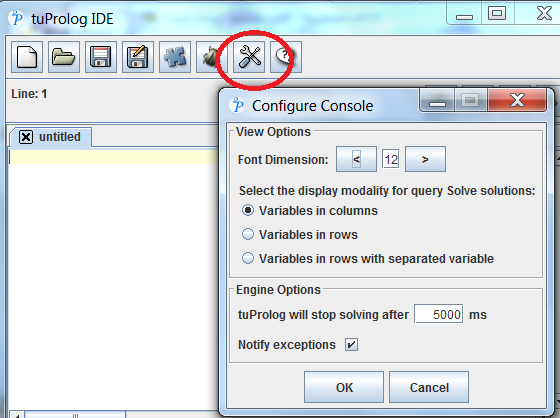 tuProlog IDE
Line: 1
untitled
Configure Console
View Options
Font Dimension: < 12 >
Select the display modality for query Solve solutions:
Variables in columns
Variables in rows
Variables in rows with separated variable
Engine Options
tuProlog will stop solving after 5000 ms
Notify exceptions
OK Cancel